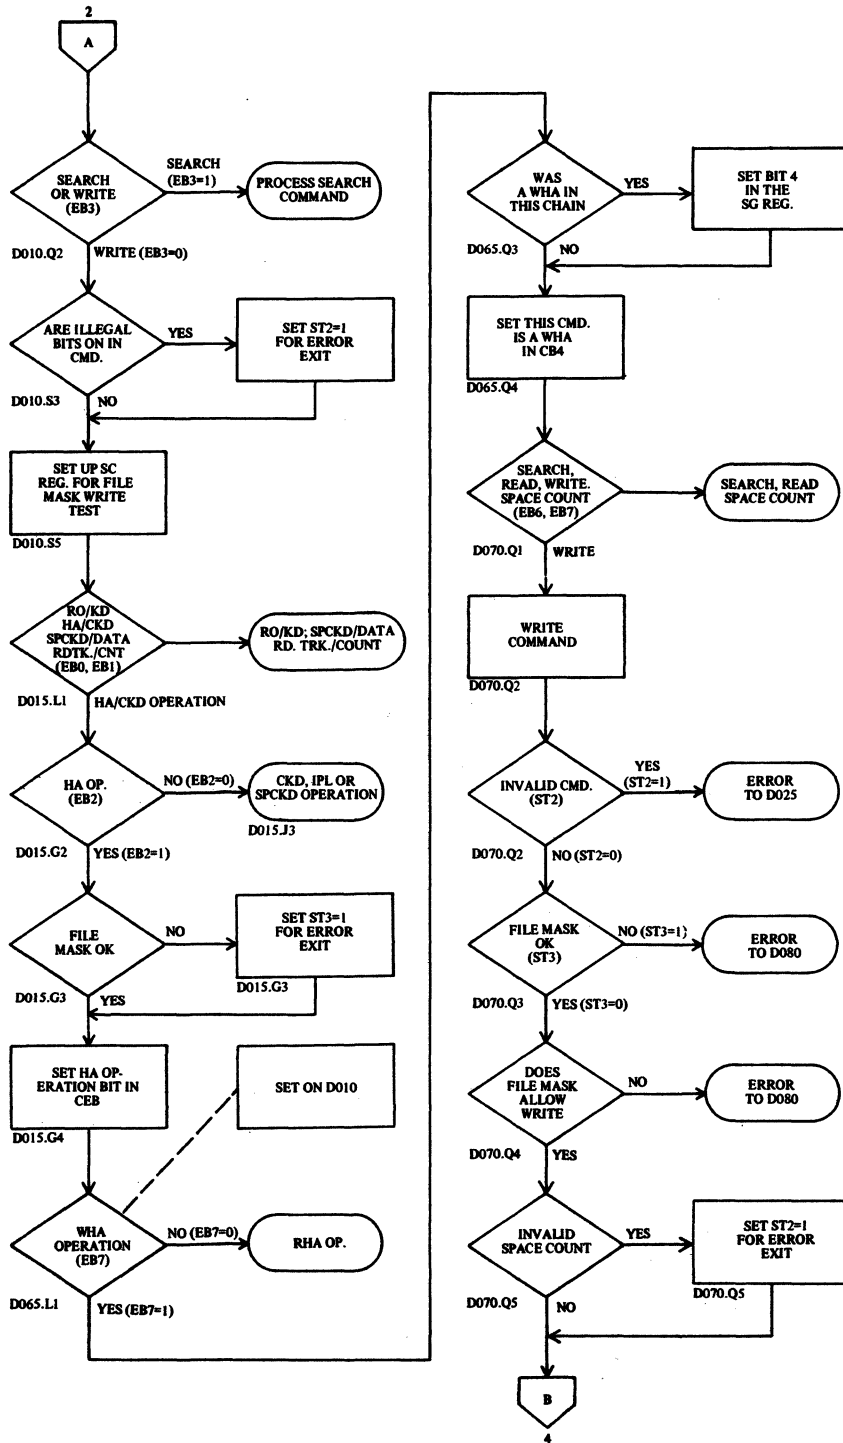 2
A
SEARCH
OR WRITE
(EB3)
SEARCH
(EB3=1)
PROCESS SEARCH
COMMAND
D010.Q2
WRITE (EB3=0)
ARE ILLEGAL
BITS ON IN
CMD.
YES
SET ST2=1
FOR ERROR
EXIT
D010.S3
NO
SET UP SC
REG. FOR FILE
MASK WRITE
TEST
D010.S5
RO/KD
HA/CKD
SPCKD/DATA
RDTK./CNT
(EB0, EB1)
RO/KD; SPCKD/DATA
RD. TRK./COUNT
D015.L1
HA/CKD OPERATION
HA OP.
(EB2)
NO (EB2=0)
CKD, IPL OR
SPCKD OPERATION
D015.J3
D015.G2
YES (EB2=1)
FILE
MASK OK
NO
SET ST3=1
FOR ERROR
EXIT
D015.G3
D015.G3
YES
SET HA OP-
ERATION BIT IN
CEB
D015.G4
SET ON D010
WHA
OPERATION
(EB7)
NO (EB7=0)
RHA OP.
D065.L1
YES (EB7=1)
WAS
A WHA IN
THIS CHAIN
YES
SET BIT 4
IN THE
SG REG.
D065.Q3
NO
SET THIS CMD.
IS A WHA
IN CB4
D065.Q4
SEARCH,
READ, WRITE.
SPACE COUNT
(EB6, EB7)
SEARCH, READ
SPACE COUNT
D070.Q1
WRITE
WRITE
COMMAND
D070.Q2
INVALID CMD.
(ST2)
YES
(ST2=1)
ERROR
TO D025
D070.Q2
NO (ST2=0)
FILE MASK
OK
(ST3)
NO (ST3=1)
ERROR
TO D080
D070.Q3
YES (ST3=0)
DOES
FILE MASK
ALLOW
WRITE
NO
ERROR
TO D080
D070.Q4
YES
INVALID
SPACE COUNT
YES
SET ST2=1
FOR ERROR
EXIT
D070.Q5
D070.Q5
NO
B
4